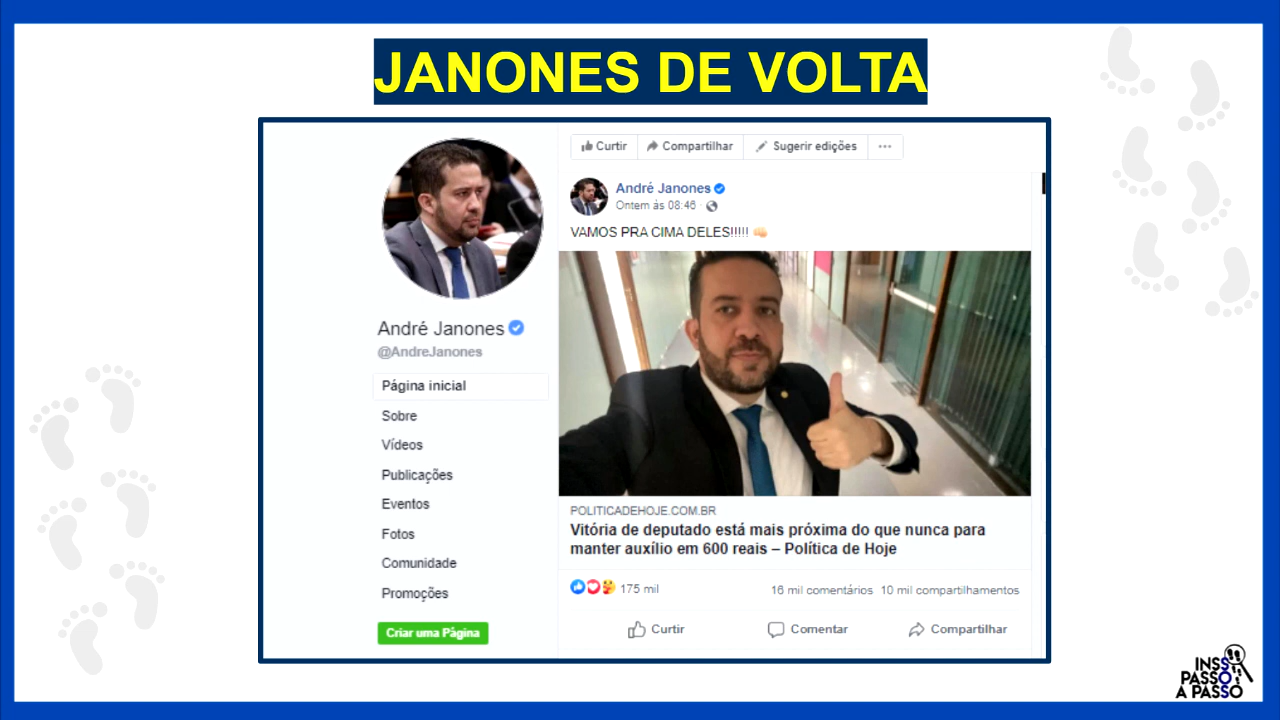 JANONES DE VOLTA
Curtir
Compartilhar
Sugerir edições
André Janones
Ontem às 08:46
VAMOS PRA CIMA DELES!!!!! 👊🏻
André Janones
@AndreJanones
Página inicial
Sobre
Vídeos
Publicações
Eventos
Fotos
Comunidade
Promoções
Criar uma Página
POLITICADEHOJE.COM.BR
Vitória de deputado está mais próxima do que nunca para
manter auxílio em 600 reais – Política de Hoje
175 mil
16 mil comentários 10 mil compartilhamentos
Curtir
Comentar
Compartilhar
INSS
PASSO
A PASSO